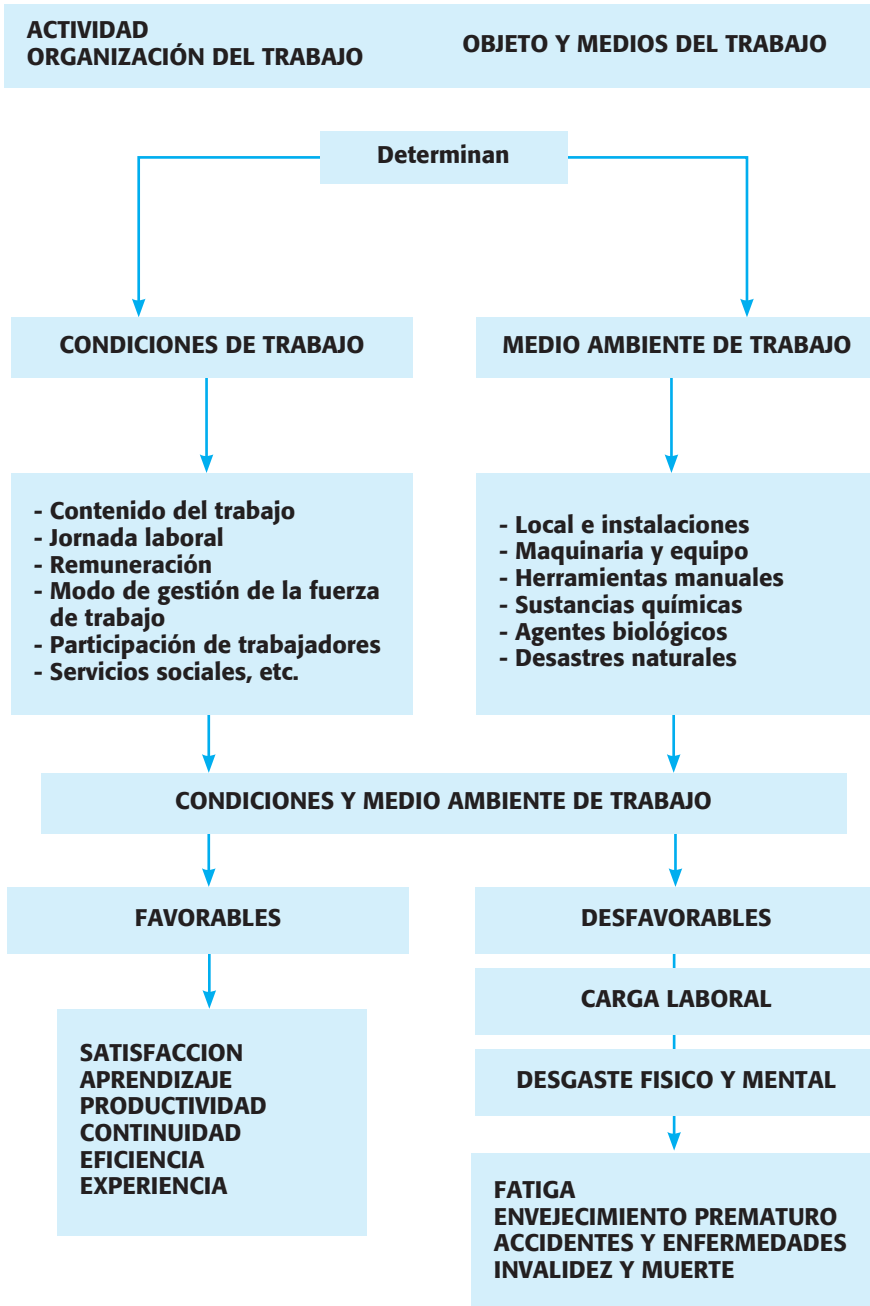 ACTIVIDAD
ORGANIZACIÓN DEL TRABAJO
OBJETO Y MEDIOS DEL TRABAJO
Determinan
CONDICIONES DE TRABAJO
MEDIO AMBIENTE DE TRABAJO
- Contenido del trabajo
- Jornada laboral
- Remuneración
- Modo de gestión de la fuerza
de trabajo
- Participación de trabajadores
- Servicios sociales, etc.
- Local e instalaciones
- Maquinaria y equipo
- Herramientas manuales
- Sustancias químicas
- Agentes biológicos
- Desastres naturales
CONDICIONES Y MEDIO AMBIENTE DE TRABAJO
FAVORABLES
DESFAVORABLES
CARGA LABORAL
DESGASTE FISICO Y MENTAL
SATISFACCION
APRENDIZAJE
PRODUCTIVIDAD
CONTINUIDAD
EFICIENCIA
EXPERIENCIA
FATIGA
ENVEJECIMIENTO PREMATURO
ACCIDENTES Y ENFERMEDADES
INVALIDEZ Y MUERTE